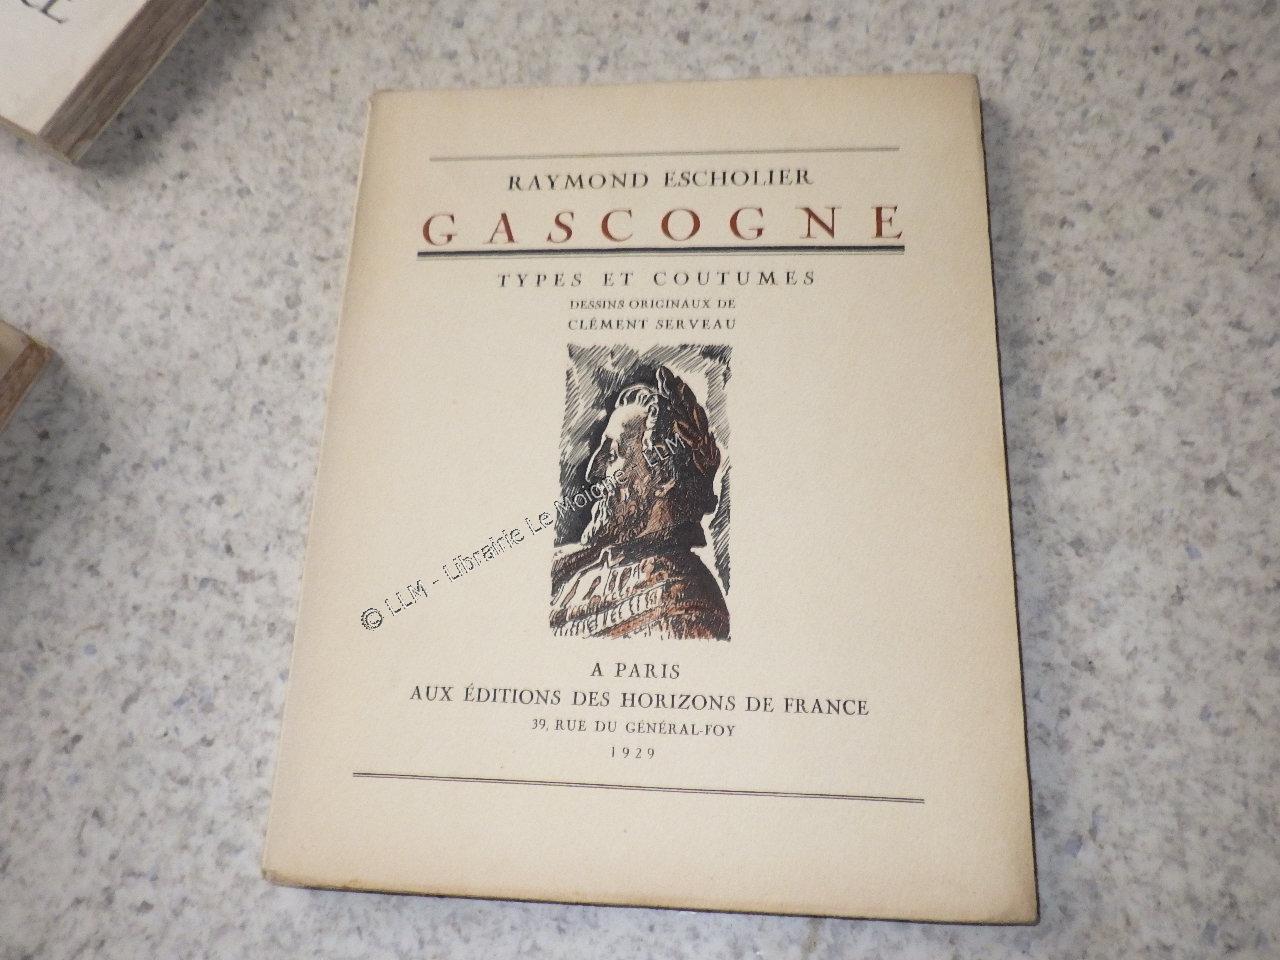 RAYMOND ESCHOLIER
GASCOGNE
TYPES ET COUTUMES
DESSINS ORIGINAUX DE
CLÉMENT SERVEAU
© LLM - Librairie Le Moigne - LLM
A PARIS
AUX ÉDITIONS DES HORIZONS DE FRANCE
39, RUE DU GÉNÉRAL-FOY
1929